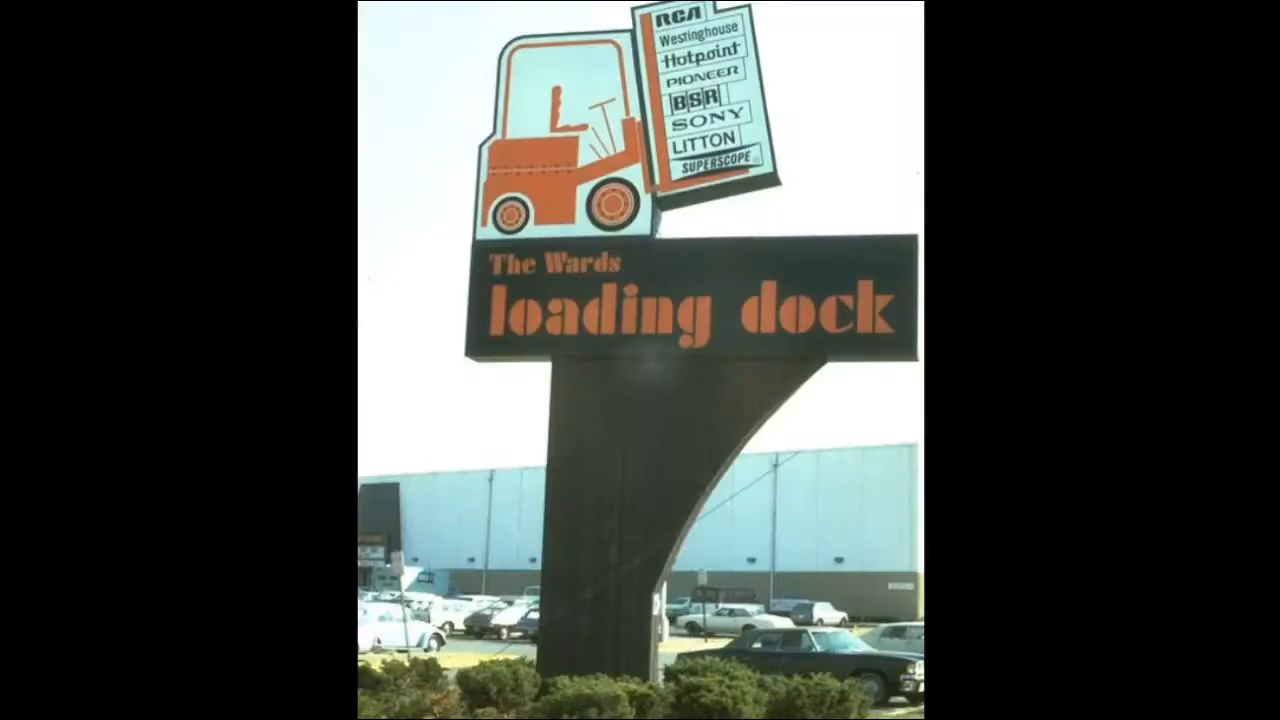 RCA
Westinghouse
Hotpoint
PIONEER
BSR
SONY
LITTON
SUPERSCOPE
The Wards
loading dock